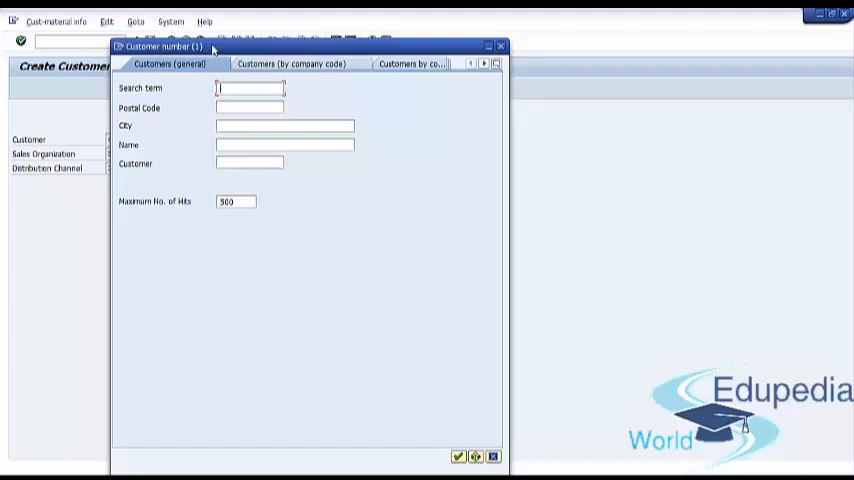 Cust-material info Edit Goto System Help
Customer number (1)
Create Custome
Customers (general) Customers (by company code) Customers by co...
Search term
Postal Code
City
Name
Customer
Maximum No. of Hits 500
Customer
Sales Organization
Distribution Channel
Edupedia
World